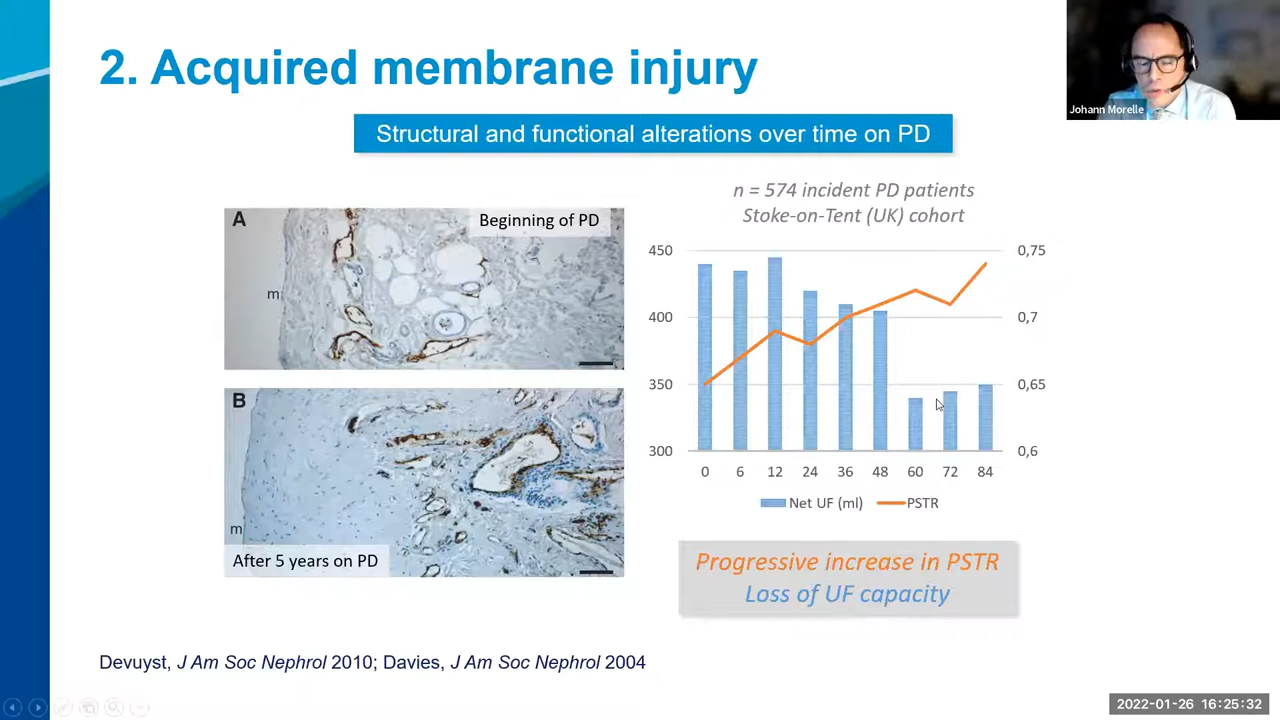 2. Acquired membrane injury
Johann Morelle
Structural and functional alterations over time on PD
A
Beginning of PD
m
B
m
After 5 years on PD
n = 574 incident PD patients
Stoke-on-Tent (UK) cohort
450
400
350
300
0,75
0,7
0,65
0,6
0 6 12 24 36 48 60 72 84
Net UF (ml) PSTR
Progressive increase in PSTR
Loss of UF capacity
Devuyst, J Am Soc Nephrol 2010; Davies, J Am Soc Nephrol 2004
2022-01-26 16:25:32